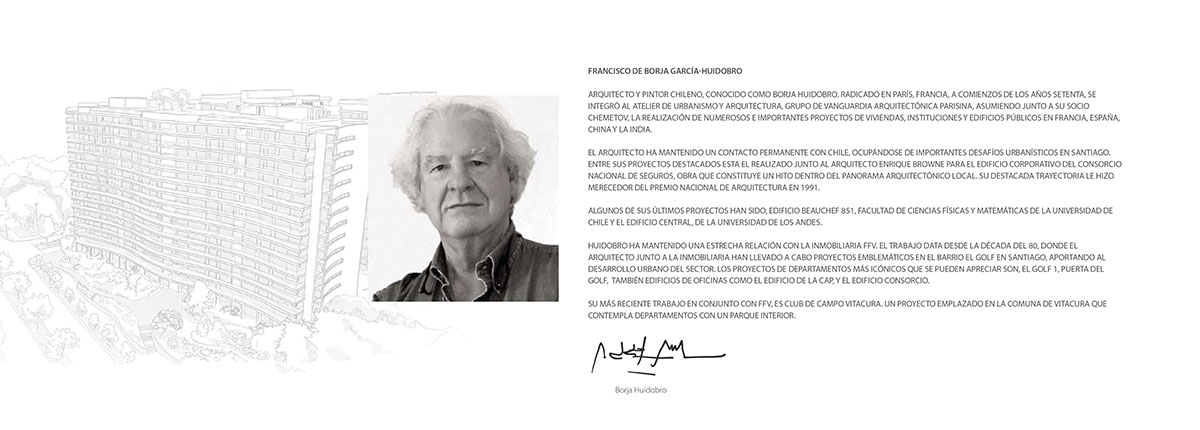 FRANCISCO DE BORJA GARCÍA-HUIDOBRO
ARQUITECTO Y PINTOR CHILENO, CONOCIDO COMO BORJA HUIDOBRO. RADICADO EN PARÍS, FRANCIA, A COMIENZOS DE LOS AÑOS SETENTA, SE
INTEGRÓ AL ATELIER DE URBANISMO Y ARQUITECTURA, GRUPO DE VANGUARDIA ARQUITECTÓNICA PARISINA, ASUMIENDO JUNTO A SU SOCIO
CHEMETOV, LA REALIZACIÓN DE NUMEROSOS E IMPORTANTES PROYECTOS DE VIVIENDAS, INSTITUCIONES Y EDIFICIOS PÚBLICOS EN FRANCIA, ESPAÑA,
CHINA Y LA INDIA.
EL ARQUITECTO HA MANTENIDO UN CONTACTO PERMANENTE CON CHILE, OCUPÁNDOSE DE IMPORTANTES DESAFÍOS URBANÍSTICOS EN SANTIAGO.
ENTRE SUS PROYECTOS DESTACADOS ESTA EL REALIZADO JUNTO AL ARQUITECTO ENRIQUE BROWNE PARA EL EDIFICIO CORPORATIVO DEL CONSORCIO
NACIONAL DE SEGUROS, OBRA QUE CONSTITUYE UN HITO DENTRO DEL PANORAMA ARQUITECTÓNICO LOCAL. SU DESTACADA TRAYECTORIA LE HIZO
MERECEDOR DEL PREMIO NACIONAL DE ARQUITECTURA EN 1991.
ALGUNOS DE SUS ÚLTIMOS PROYECTOS HAN SIDO, EDIFICIO BEAUCHEF 851, FACULTAD DE CIENCIAS FÍSICAS Y MATEMÁTICAS DE LA UNIVERSIDAD DE
CHILE Y EL EDIFICIO CENTRAL, DE LA UNIVERSIDAD DE LOS ANDES.
HUIDOBRO HA MANTENIDO UNA ESTRECHA RELACIÓN CON LA INMOBILIARIA FFV. EL TRABAJO DATA DESDE LA DÉCADA DEL 80, DONDE EL
ARQUITECTO JUNTO A LA INMOBILIARIA HAN LLEVADO A CABO PROYECTOS EMBLEMÁTICOS EN EL BARRIO EL GOLF EN SANTIAGO, APORTANDO AL
DESARROLLO URBANO DEL SECTOR. LOS PROYECTOS DE DEPARTAMENTOS MÁS ICÓNICOS QUE SE PUEDEN APRECIAR SON, EL GOLF 1, PUERTA DEL
GOLF, TAMBIÉN EDIFICIOS DE OFICINAS COMO EL EDIFICIO DE LA CAP, Y EL EDIFICIO CONSORCIO.
SU MÁS RECIENTE TRABAJO EN CONJUNTO CON FFV, ES CLUB DE CAMPO VITACURA. UN PROYECTO EMPLAZADO EN LA COMUNA DE VITACURA QUE
CONTEMPLA DEPARTAMENTOS CON UN PARQUE INTERIOR.
Borja Huidobro